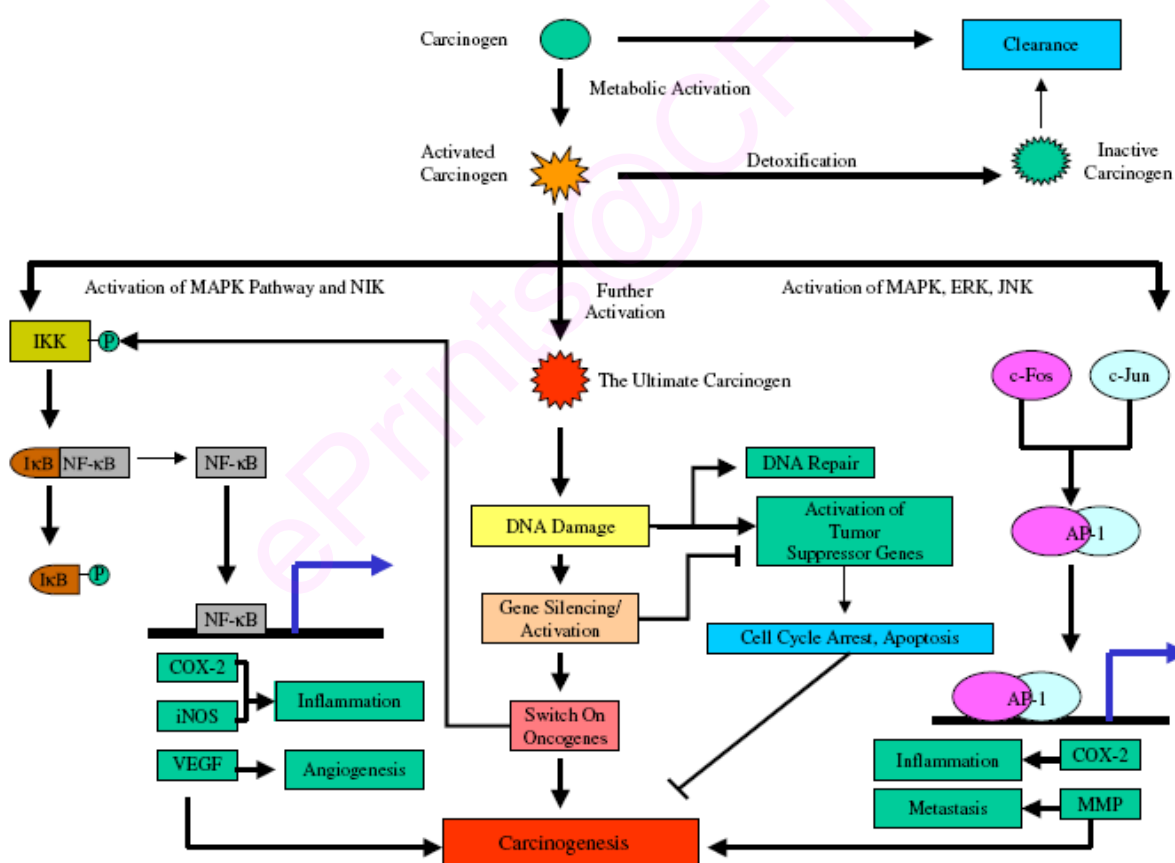 Carcinogen
Clearance
Metabolic Activation
Activated
Carcinogen
Detoxification
Inactive
Carcinogen
Activation of MAPK Pathway and NIK
Further
Activation
Activation of MAPK, ERK, JNK
IKK
P
The Ultimate Carcinogen
c-Fos
c-Jun
IκB
NF-κB
NF-κB
DNA Repair
DNA Damage
Activation of
Tumor
Suppressor Genes
AP-1
IκB
P
Gene Silencing/
Activation
NF-κB
Cell Cycle Arrest, Apoptosis
COX-2
iNOS
Inflammation
VEGF
Angiogenesis
Switch On
Oncogenes
AP-1
Inflammation
COX-2
Metastasis
MMP
Carcinogenesis
ePrints@CFT